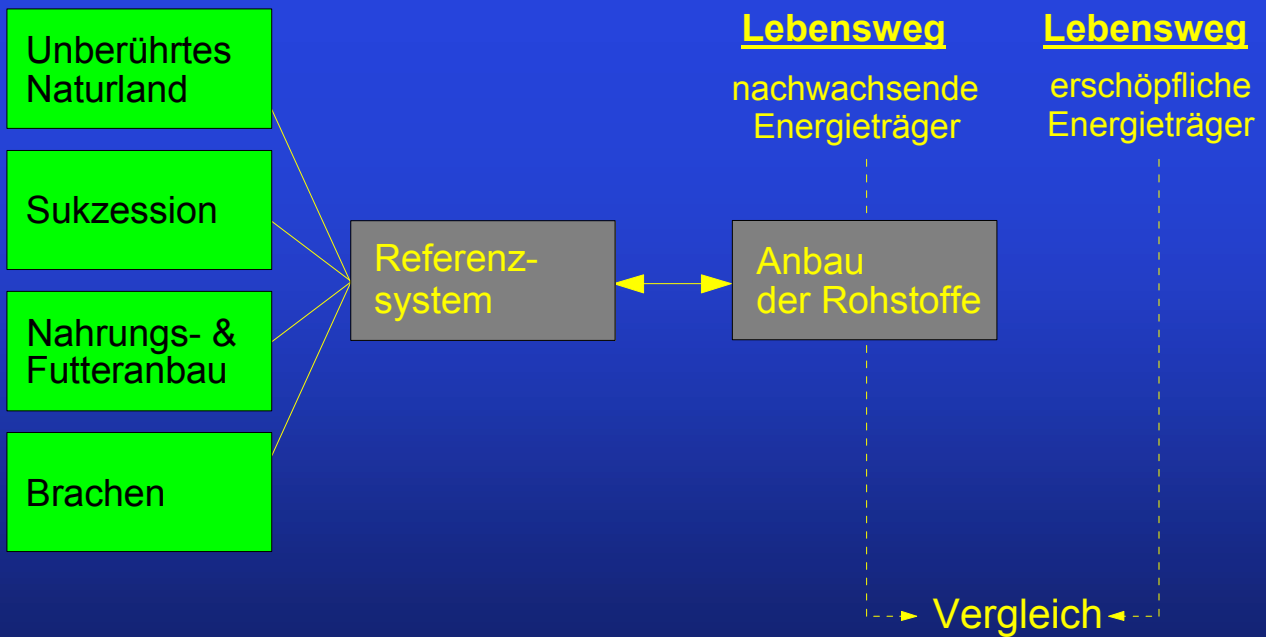 Unberührtes
Naturland
Sukzession
Nahrungs- &
Futteranbau
Brachen
Referenz-
system
Lebensweg
nachwachsende
Energieträger
Anbau
der Rohstoffe
Lebensweg
erschöpfliche
Energieträger
Vergleich